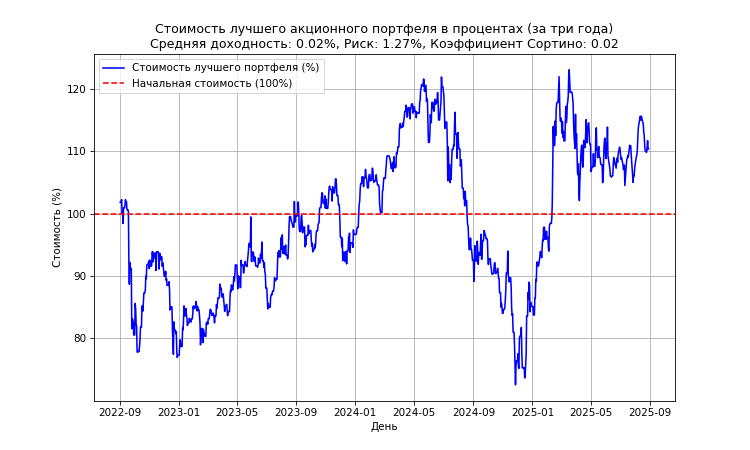 Стоимость лучшего акционного портфеля в процентах (за три года)
Средняя доходность: 0.02%, Риск: 1.27%, Коэффициент Сортино: 0.02
Стоимость лучшего портфеля (%)
Начальная стоимость (100%)
Стоимость (%)
120
110
100
90
80
2022-09 2023-01 2023-05 2023-09 2024-01 2024-05 2024-09 2025-01 2025-05 2025-09
День